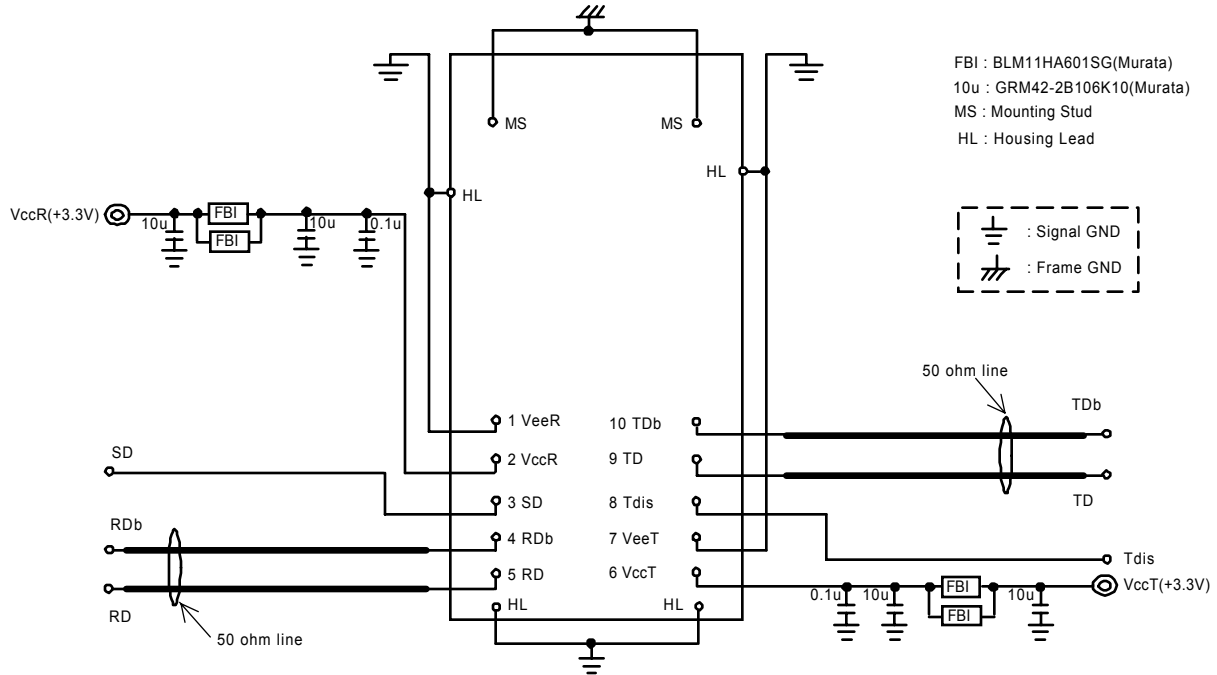 FBI : BLM11HA601SG(Murata)
10u : GRM42-2B106K10(Murata)
MS : Mounting Stud
HL : Housing Lead
MS
MS
HL
HL
VccR(+3.3V)
10u
FBI
FBI
10u
0.1u
: Signal GND
: Frame GND
50 ohm line
1 VeeR
10 TDb
TDb
SD
2 VccR
9 TD
TD
3 SD
8 Tdis
RDb
4 RDb
7 VeeT
Tdis
5 RD
6 VccT
0.1u
10u
FBI
FBI
10u
VccT(+3.3V)
RD
HL
HL
50 ohm line